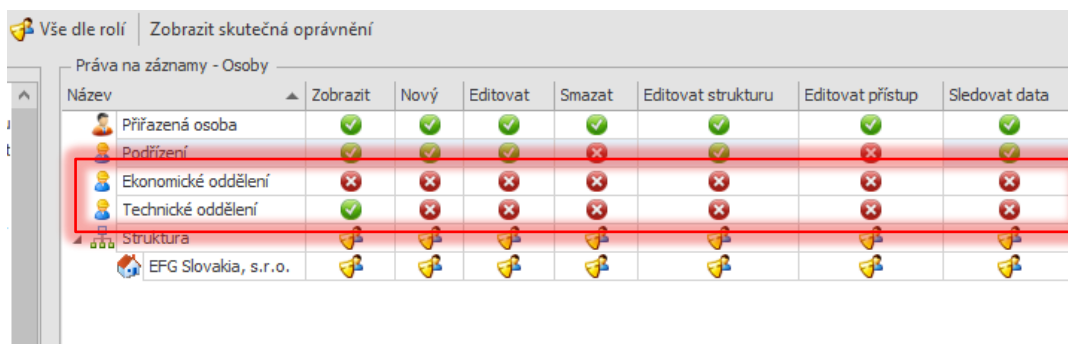 Vše dle rolí Zobrazit skutečná oprávnění
Práva na záznamy - Osoby
Název Zobrazit Nový Editovat Smazat Editovat strukturu Editovat přístup Sledovat data
Přiřazená osoba
Podřízení
Ekonomické oddělení
Technické oddělení
Struktura
EFG Slovakia, s.r.o.